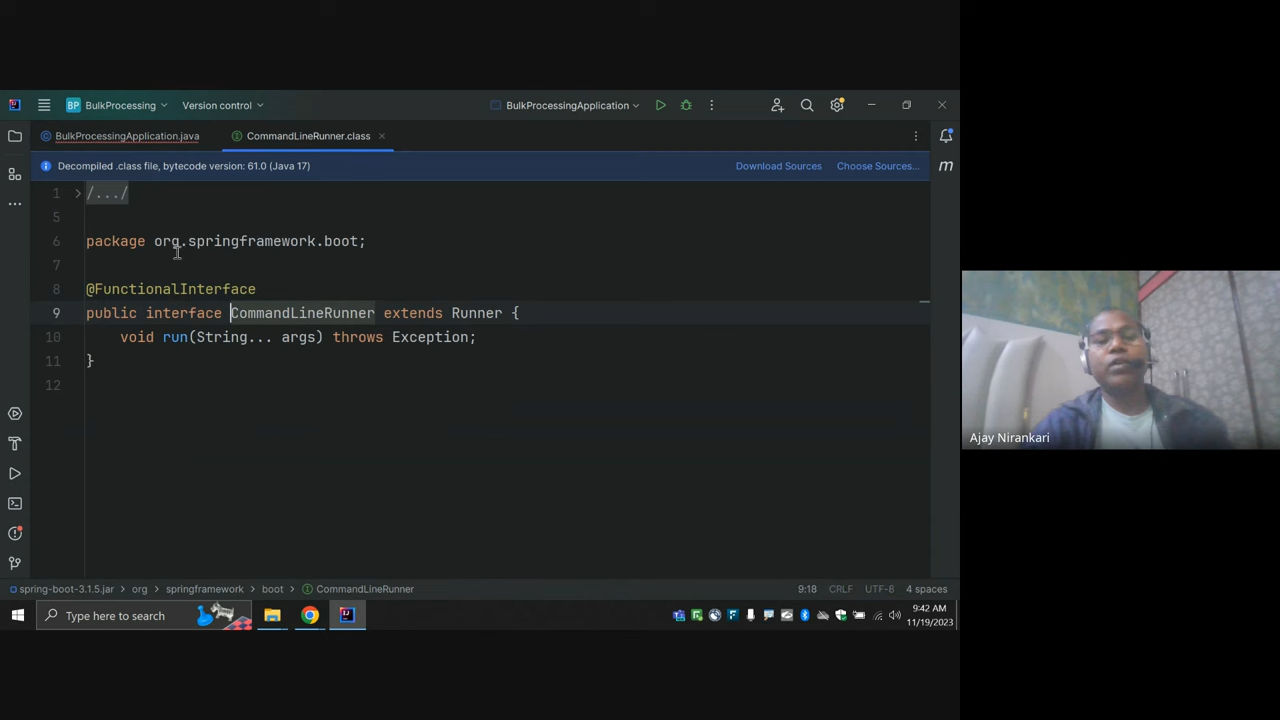 BP BulkProcessing Version control BulkProcessingApplication
BulkProcessingApplication.java CommandLineRunner.class
Decompiled .class file, bytecode version: 61.0 (Java 17) Download Sources Choose Sources...
1 /.../
5
6 package org.springframework.boot;
7
8 @FunctionalInterface
9 public interface CommandLineRunner extends Runner {
10 void run(String... args) throws Exception;
11 }
12
Ajay Nirankari
spring-boot-3.1.5.jar org springframework boot CommandLineRunner 9:18 CRLF UTF-8 4 spaces
Type here to search
9:42 AM
11/19/2023